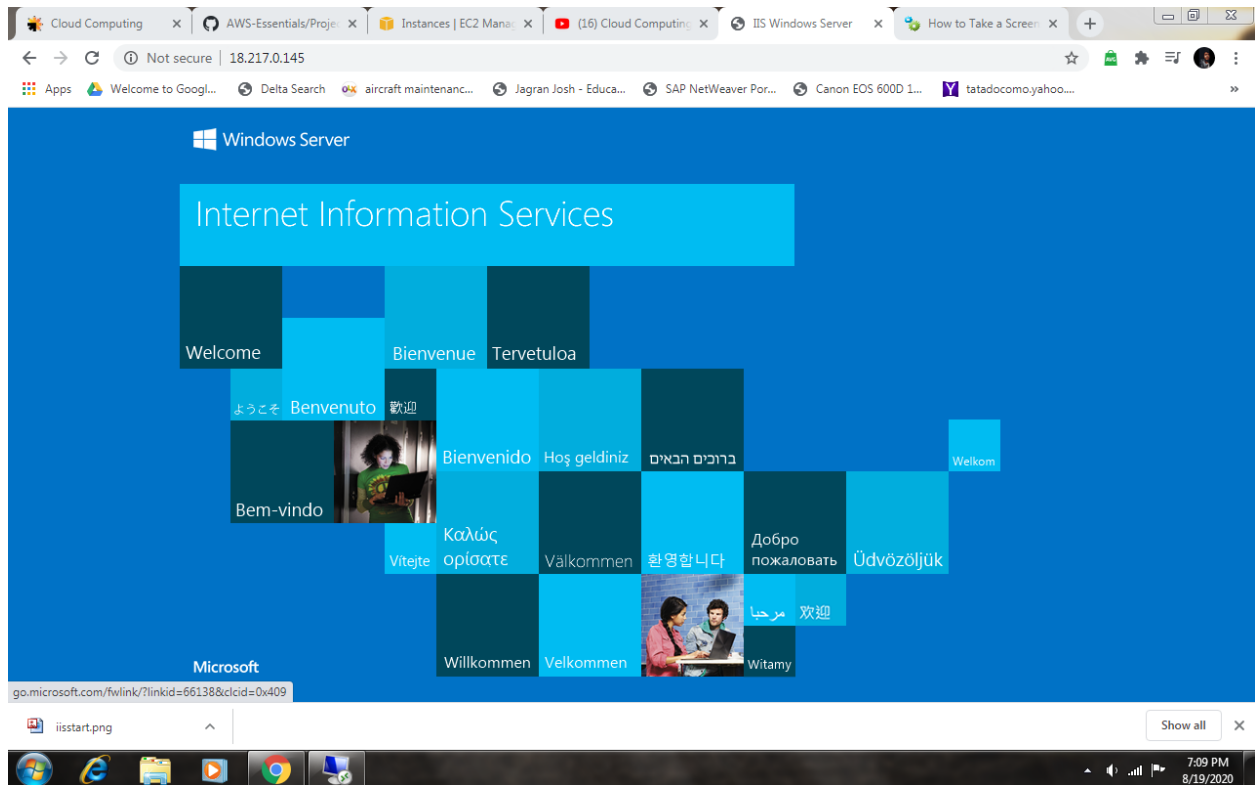 Cloud Computing
AWS-Essentials/Projec
Instances | EC2 Manag
(16) Cloud Computing
IIS Windows Server
How to Take a Screen
Not secure | 18.217.0.145
Apps
Welcome to Googl...
Delta Search
aircraft maintenanc...
Jagran Josh - Educa...
SAP NetWeaver Por...
Canon EOS 600D 1...
tatadocomo.yahoo....
Windows Server
Internet Information Services
Welcome
Bienvenue
Tervetuloa
ようこそ
Benvenuto
歡迎
Bienvenido
Hoş geldiniz
ברוכים הבאים
Welkom
Bem-vindo
Vítejte
Καλώς
ορίσατε
Välkommen
환영합니다
Добро
пожаловать
Üdvözöljük
Willkommen
Velkommen
مرحبا
欢迎
Witamy
Microsoft
go.microsoft.com/fwlink/?linkid=66138&clcid=0x409
iisstart.png
Show all
7:09 PM
8/19/2020